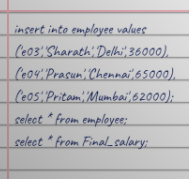 insert into employee values
('e03','Sharath','Delhi',36000),
('e04','Prasun','Chennai',65000),
('e05','Pritam','Mumbai',62000);
select * from employee;
select * from Final_salary;